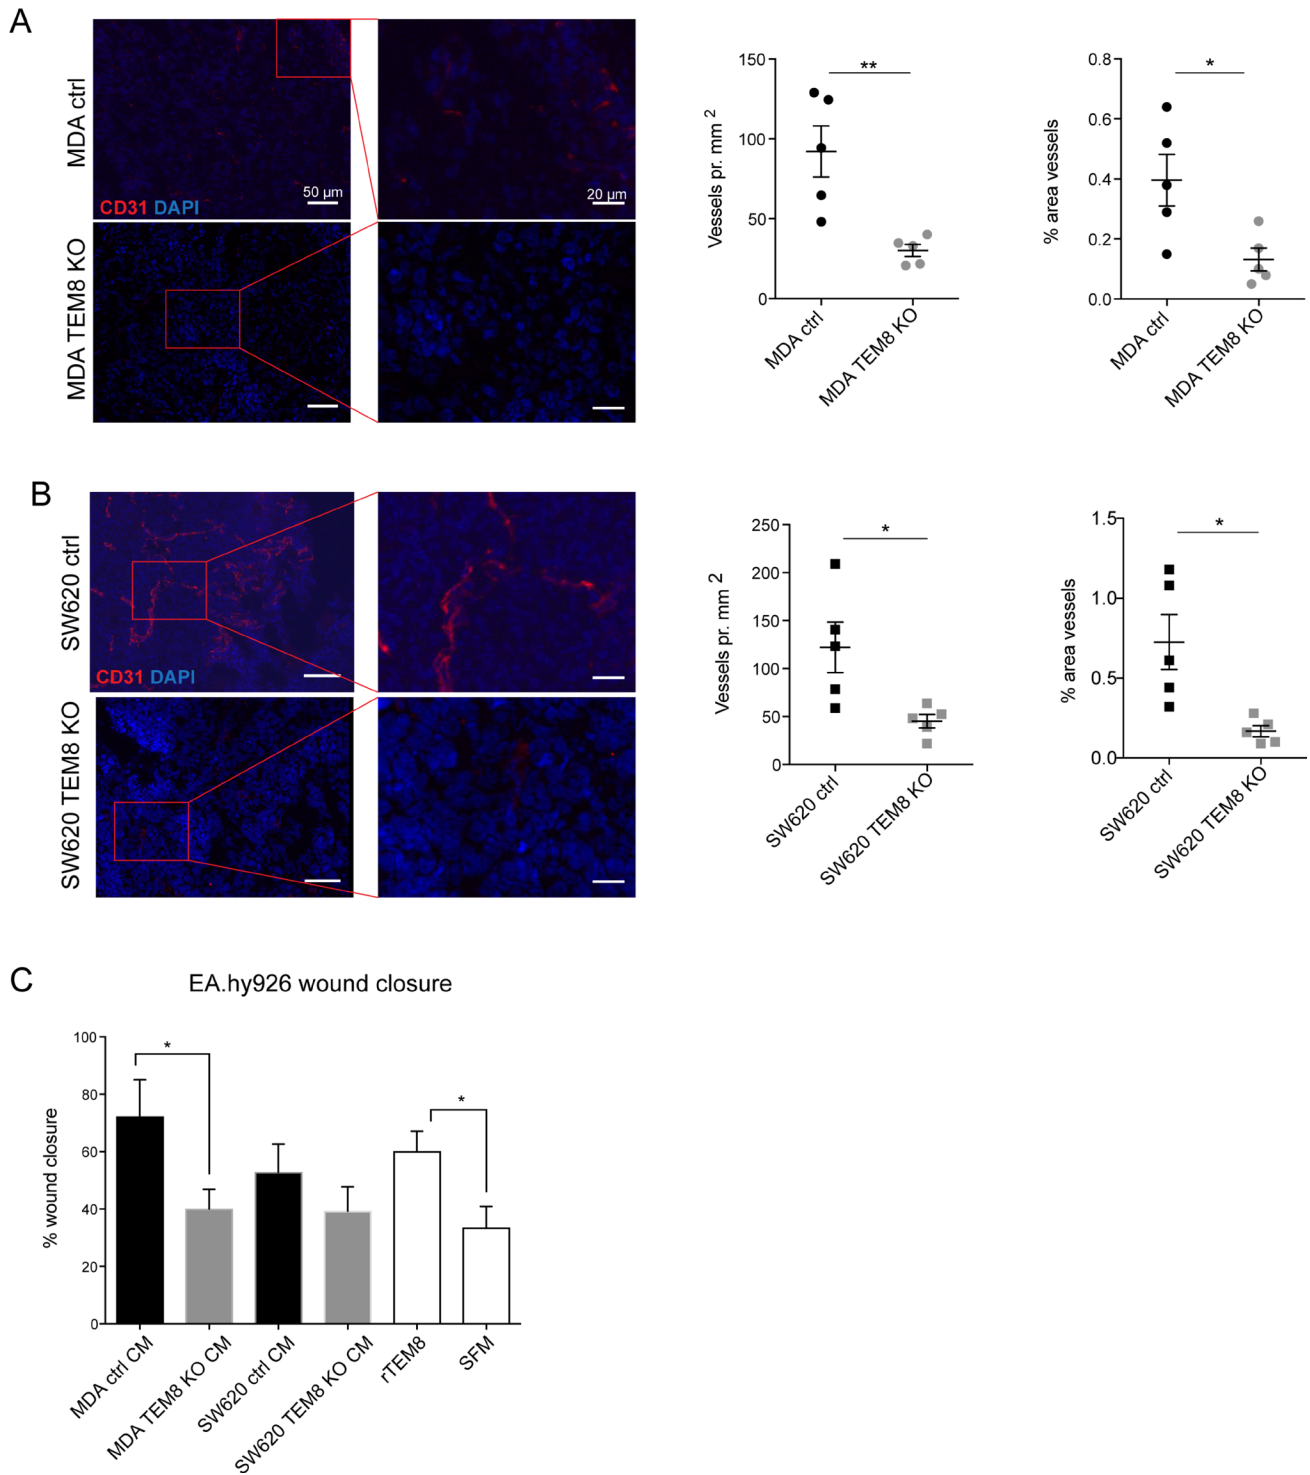 A
MDA ctrl
CD31 DAPI
50 µm
20 µm
MDA TEM8 KO
Vessels pr. mm 2
150
100
50
0
**
MDA ctrl
MDA TEM8 KO
% area vessels
0.8
0.6
0.4
0.2
0.0
*
MDA ctrl
MDA TEM8 KO
B
SW620 ctrl
CD31 DAPI
SW620 TEM8 KO
Vessels pr. mm 2
250
200
150
100
50
0
*
SW620 ctrl
SW620 TEM8 KO
% area vessels
1.5
1.0
0.5
0.0
*
SW620 ctrl
SW620 TEM8 KO
C
EA.hy926 wound closure
% wound closure
100
80
60
40
20
0
*
*
MDA ctrl CM
MDA TEM8 KO CM
SW620 ctrl CM
SW620 TEM8 KO CM
rTEM8
SFM